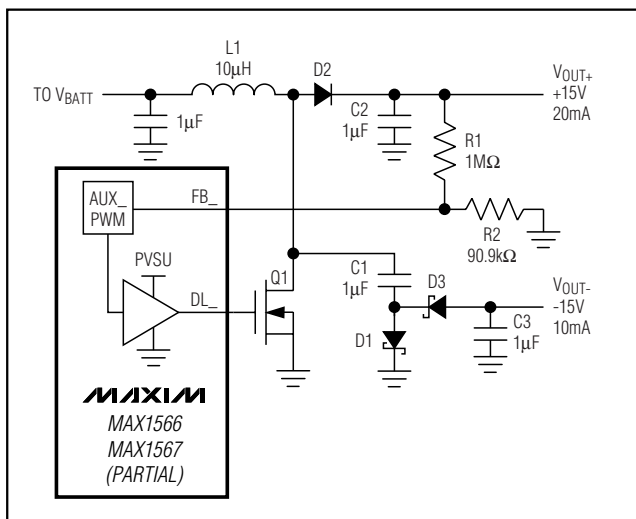 L1
10µH
D2
TO VBATT
1µF
C2
1µF
VOUT+
+15V
20mA
R1
1MΩ
AUX_
PWM
FB_
R2
90.9kΩ
PVSU
DL_
Q1
C1
1µF
D3
D1
VOUT-
-15V
10mA
C3
1µF
MAXIM
MAX1566
MAX1567
(PARTIAL)